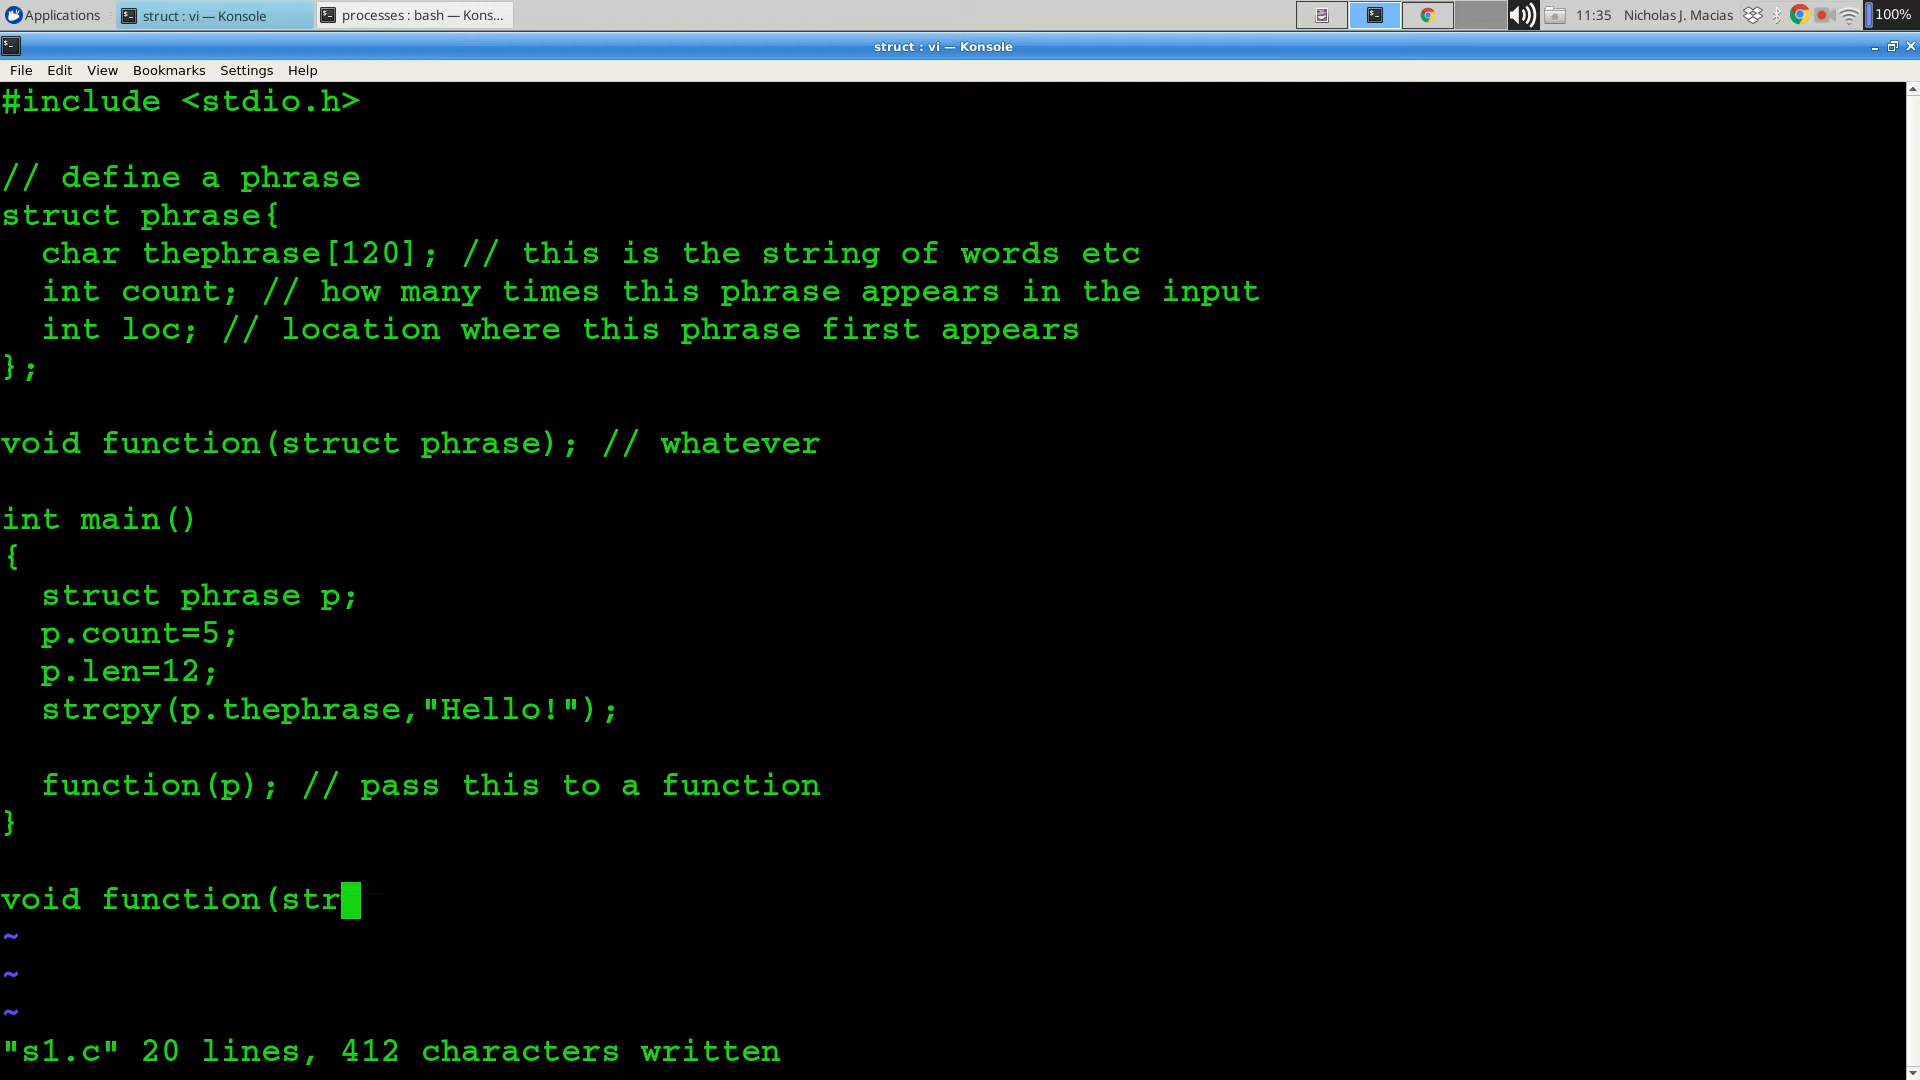 Applications struct : vi — Konsole processes : bash — Kons... 11:35 Nicholas J. Macias 100%
struct : vi — Konsole
File Edit View Bookmarks Settings Help
#include <stdio.h>
// define a phrase
struct phrase{
char thephrase[120]; // this is the string of words etc
int count; // how many times this phrase appears in the input
int loc; // location where this phrase first appears
};
void function(struct phrase); // whatever
int main()
{
struct phrase p;
p.count=5;
p.len=12;
strcpy(p.thephrase,"Hello!");
function(p); // pass this to a function
}
void function(str
~
~
~
"s1.c" 20 lines, 412 characters written